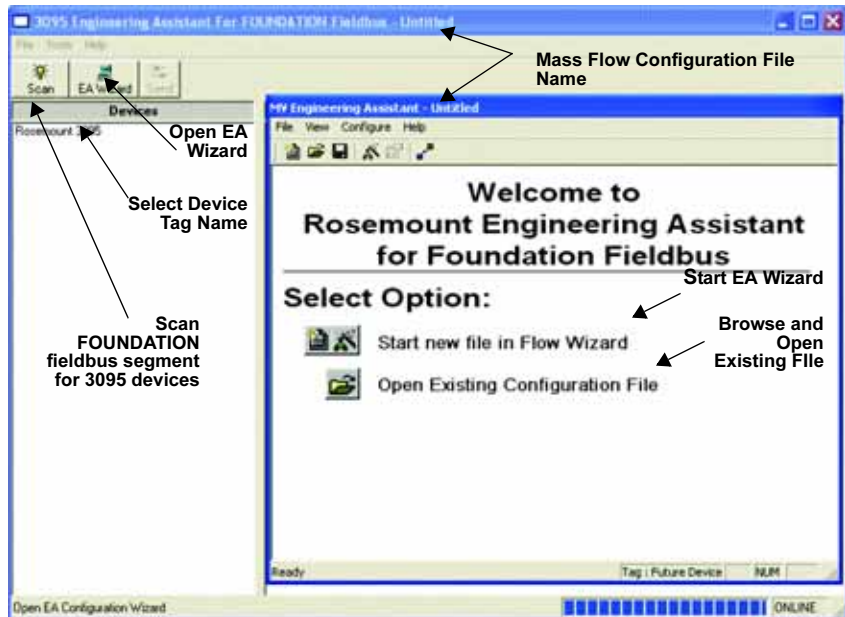 3095 Engineering Assistant For FOUNDATION Fieldbus - Untitled
File Tools Help
Scan
EA Wizard
Send
Devices
Rosemount 3095
Mass Flow Configuration File
Name
Open EA
Wizard
Select Device
Tag Name
Scan
FOUNDATION
fieldbus segment
for 3095 devices
MV Engineering Assistant - Untitled
File View Configure Help
Welcome to
Rosemount Engineering Assistant
for Foundation Fieldbus
Select Option:
Start EA Wizard
Start new file in Flow Wizard
Browse and
Open
Existing FIle
Open Existing Configuration File
Ready
Tag : Future Device
NUM
Open EA Configuration Wizard
ONLINE